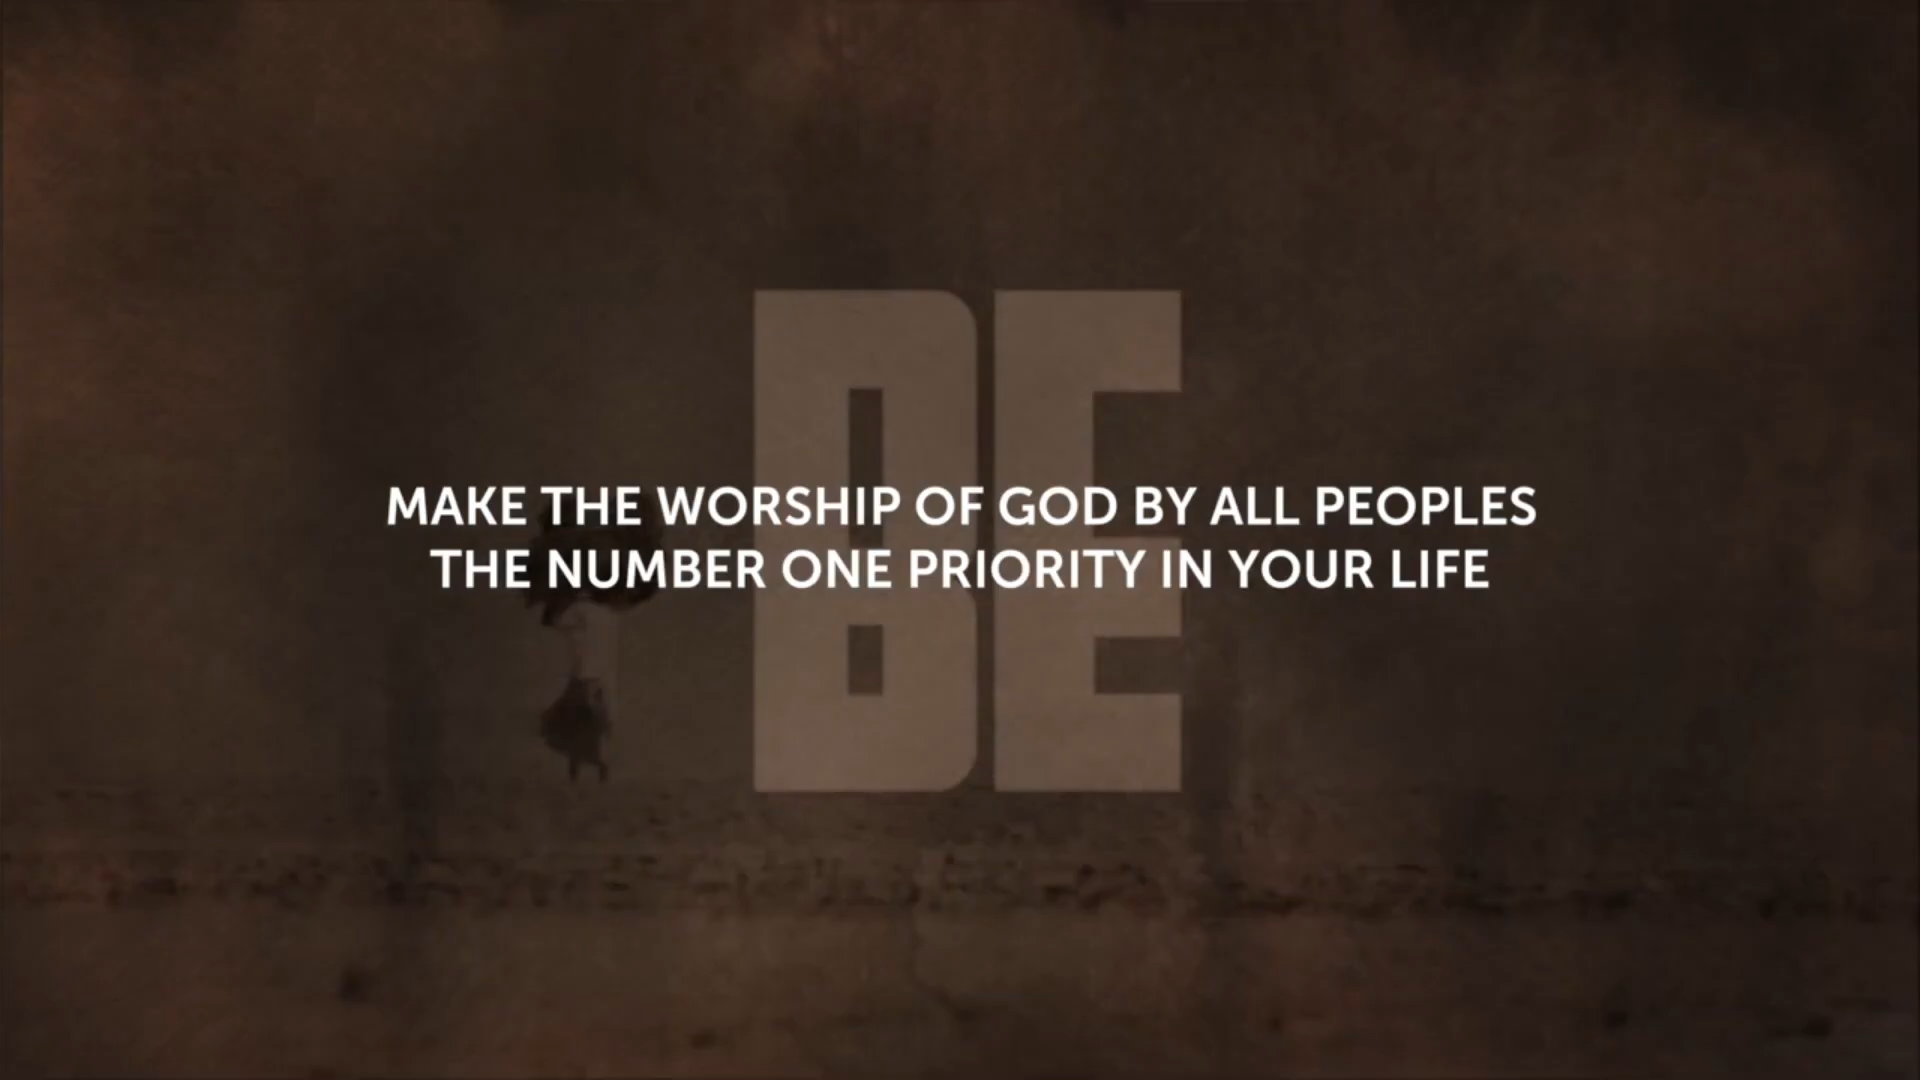 BE
MAKE THE WORSHIP OF GOD BY ALL PEOPLES
THE NUMBER ONE PRIORITY IN YOUR LIFE